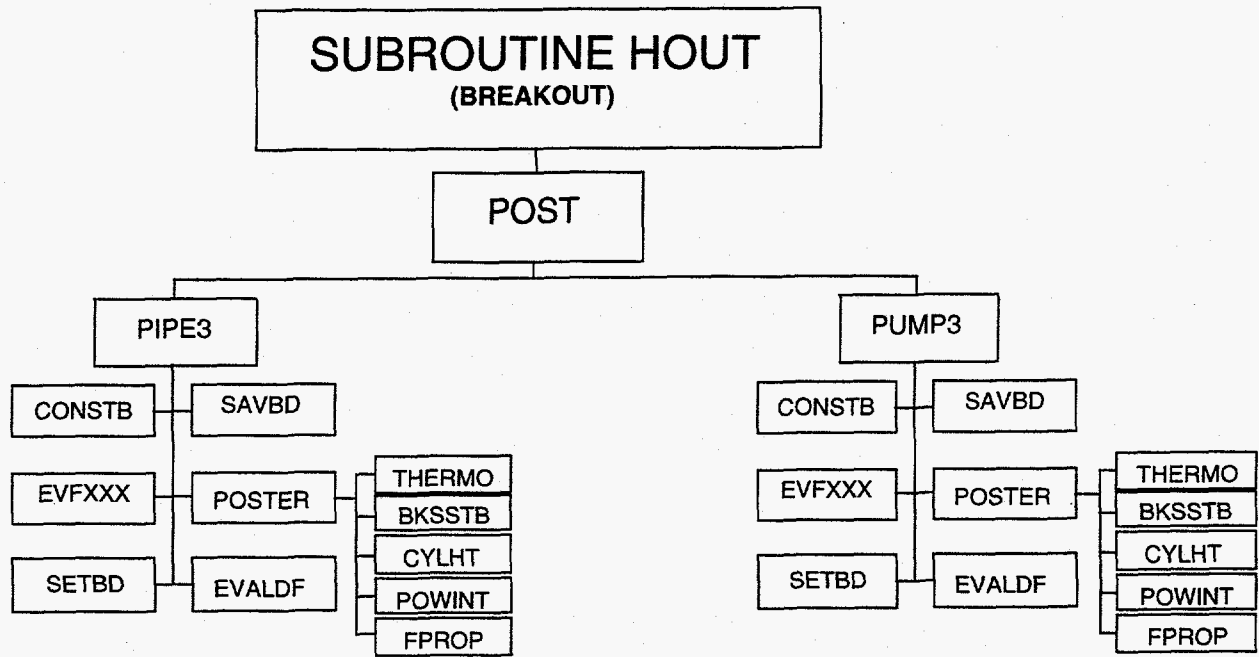 SUBROUTINE HOUT
(BREAKOUT)
POST
PIPE3
CONSTB
SAVBD
EVFXXX
POSTER
THERMO
BKSSTB
CYLHT
POWINT
FPROP
SETBD
EVALDF
PUMP3
CONSTB
SAVBD
EVFXXX
POSTER
THERMO
BKSSTB
CYLHT
POWINT
FPROP
SETBD
EVALDF